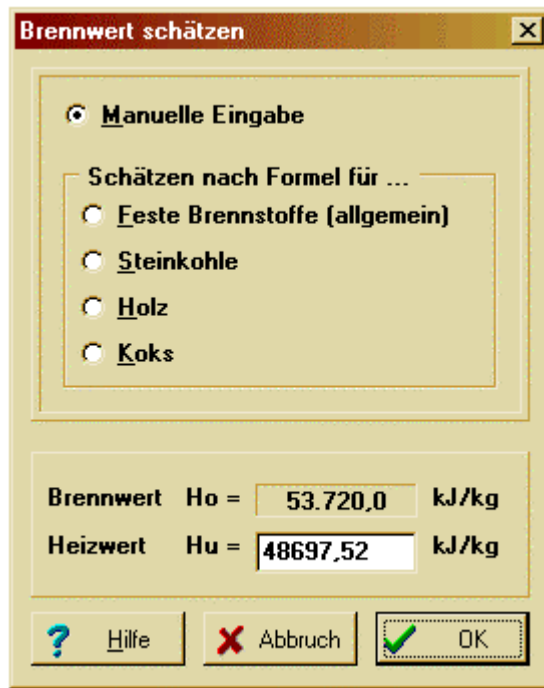 Brennwert schätzen
Manuelle Eingabe
Schätzen nach Formel für ...
Feste Brennstoffe (allgemein)
Steinkohle
Holz
Koks
Brennwert Ho = 53.720,0 kJ/kg
Heizwert Hu = 48697,52 kJ/kg
? Hilfe Abbruch OK